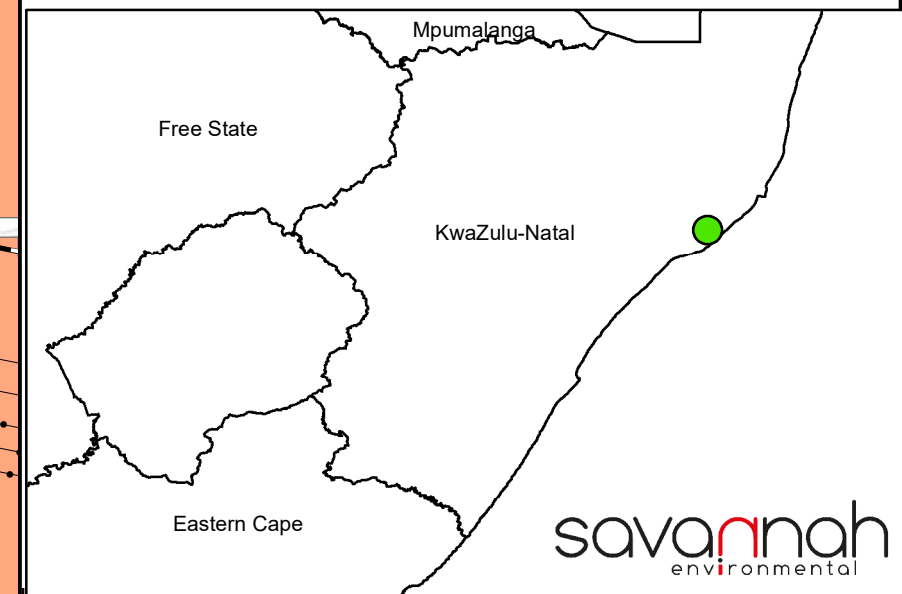 Mpumalanga
Free State
KwaZulu-Natal
Eastern Cape
savannah
environmental